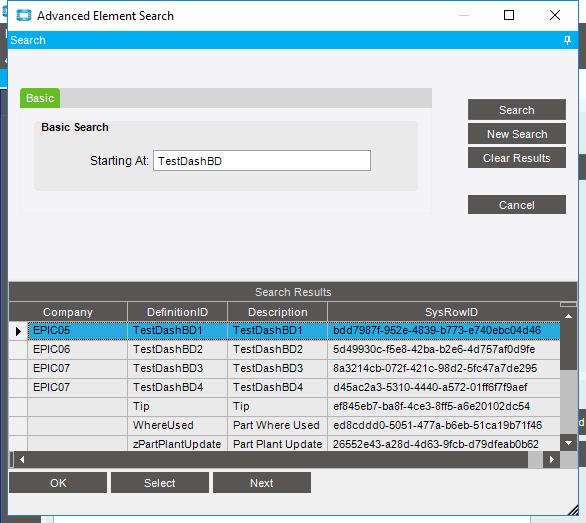 Advanced Element Search
Search
Basic
Basic Search
Starting At: TestDashBD
Search
New Search
Clear Results
Cancel
Search Results
Company DefinitionID Description SysRowID
EPIC05 TestDashBD1 TestDashBD1 bdd7987f-952e-4839-b773-e740ebc04d46
EPIC06 TestDashBD2 TestDashBD2 5d49930c-f5e8-42ba-b2e6-4d757af0d9fe
EPIC07 TestDashBD3 TestDashBD3 8a3214cb-072f-421c-98d2-5fc47a7de295
EPIC07 TestDashBD4 TestDashBD4 d45ac2a3-5310-4440-a572-01ff6f7f9aef
Tip Tip ef845eb7-ba8f-4ce3-8ff5-a6e20102dc54
WhereUsed Part Where Used ed8cddd0-5051-477a-b6eb-51ca19b71f46
zPartPlantUpdate Part Plant Update 26552e43-a28d-4d63-9fcb-d79dfeab0b62
OK Select Next